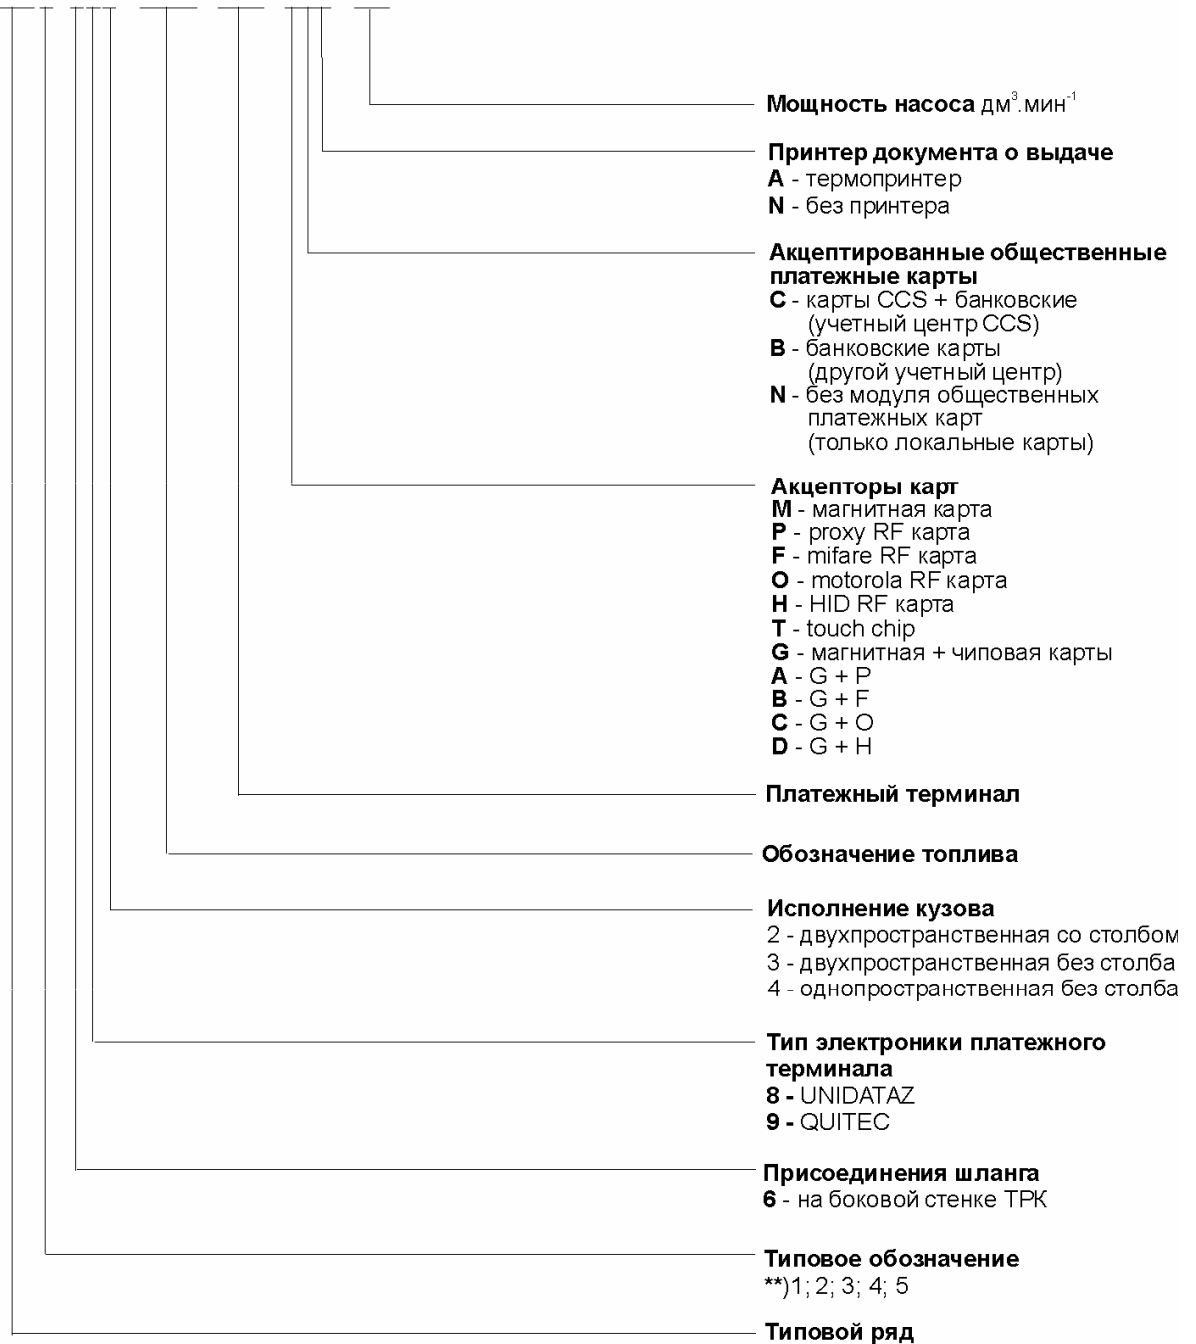 Мощность насоса дм³.мин⁻¹
Принтер документа о выдаче
A - термопринтер
N - без принтера
Акцептированные общественные
платежные карты
C - карты CCS + банковские
(учетный центр CCS)
B - банковские карты
(другой учетный центр)
N - без модуля общественных
платежных карт
(только локальные карты)
Акцепторы карт
M - магнитная карта
P - proxy RF карта
F - mifare RF карта
O - motorola RF карта
H - HID RF карта
T - touch chip
G - магнитная + чиповая карты
A - G + P
B - G + F
C - G + O
D - G + H
Платежный терминал
Обозначение топлива
Исполнение кузова
2 - двухпространственная со столбом
3 - двухпространственная без столба
4 - однопространственная без столба
Тип электроники платежного
терминала
8 - UNIDATAZ
9 - QUITEC
Присоединения шланга
6 - на боковой стенке ТРК
Типовое обозначение
**)1; 2; 3; 4; 5
Типовой ряд